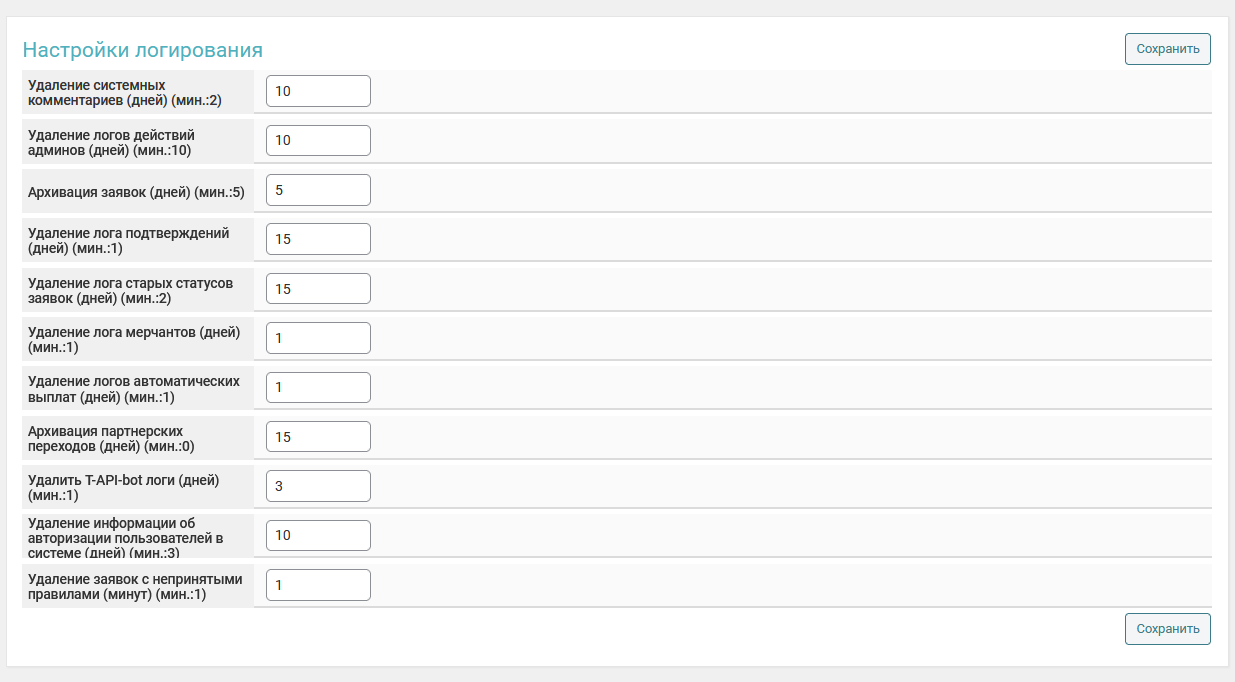 Настройки логирования
Сохранить
Удаление системных
комментариев (дней) (мин.:2)
10
Удаление логов действий
админов (дней) (мин.:10)
10
Архивация заявок (дней) (мин.:5)
5
Удаление лога подтверждений
(дней) (мин.:1)
15
Удаление лога старых статусов
заявок (дней) (мин.:2)
15
Удаление лога мерчантов (дней)
(мин.:1)
1
Удаление логов автоматических
выплат (дней) (мин.:1)
1
Архивация партнерских
переходов (дней) (мин.:0)
15
Удалить T-API-bot логи (дней)
(мин.:1)
3
Удаление информации об
авторизации пользователей в
системе (дней) (мин.:3)
10
Удаление заявок с непринятыми
правилами (минут) (мин.:1)
1
Сохранить